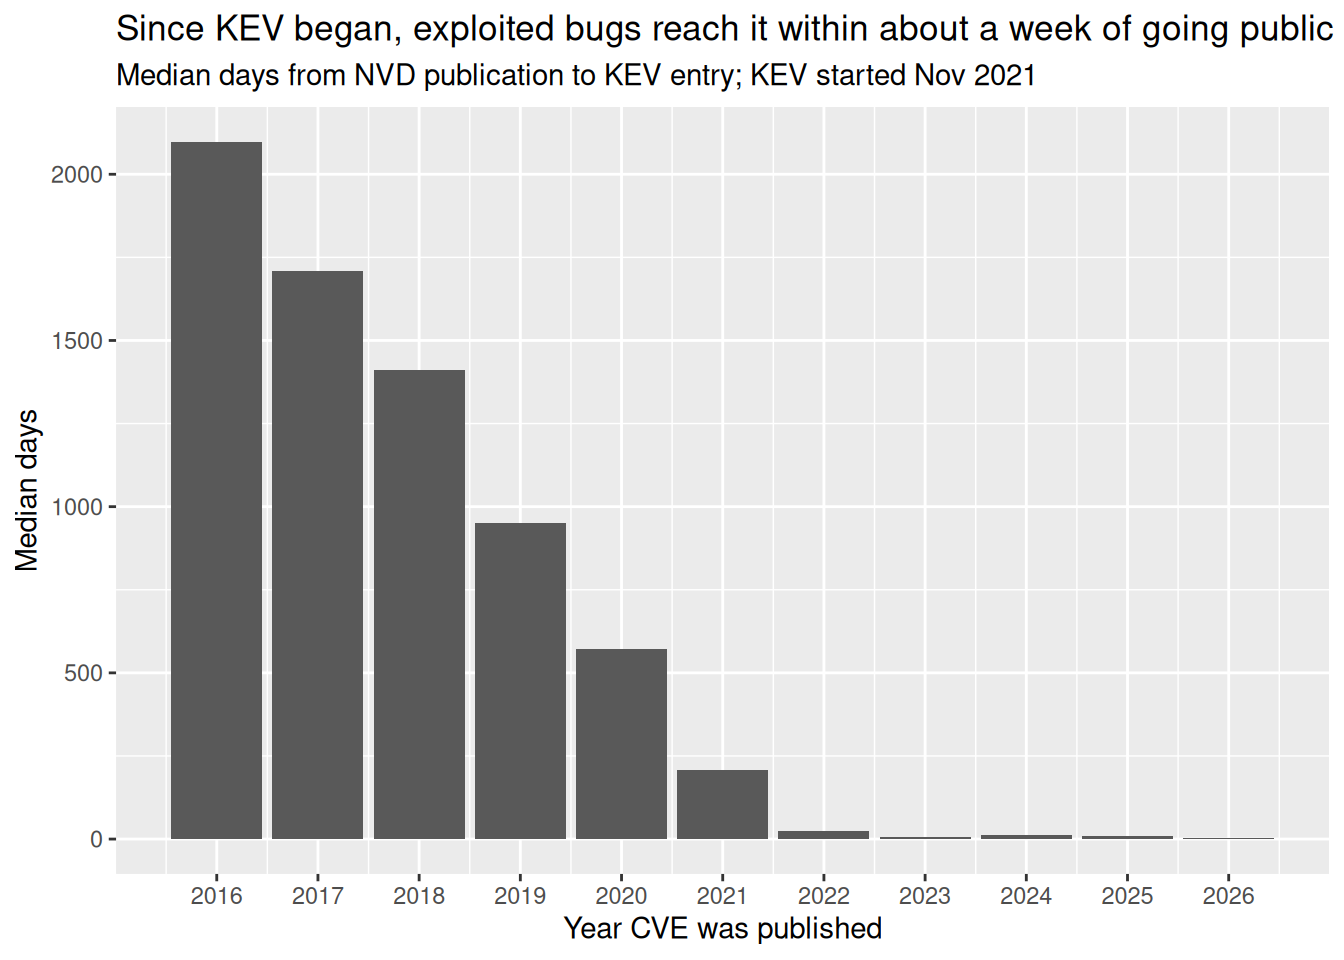 Since KEV began, exploited bugs reach it within about a week of going public
Median days from NVD publication to KEV entry; KEV started Nov 2021
Median days
2000
1500
1000
500
0
2016 2017 2018 2019 2020 2021 2022 2023 2024 2025 2026
Year CVE was published